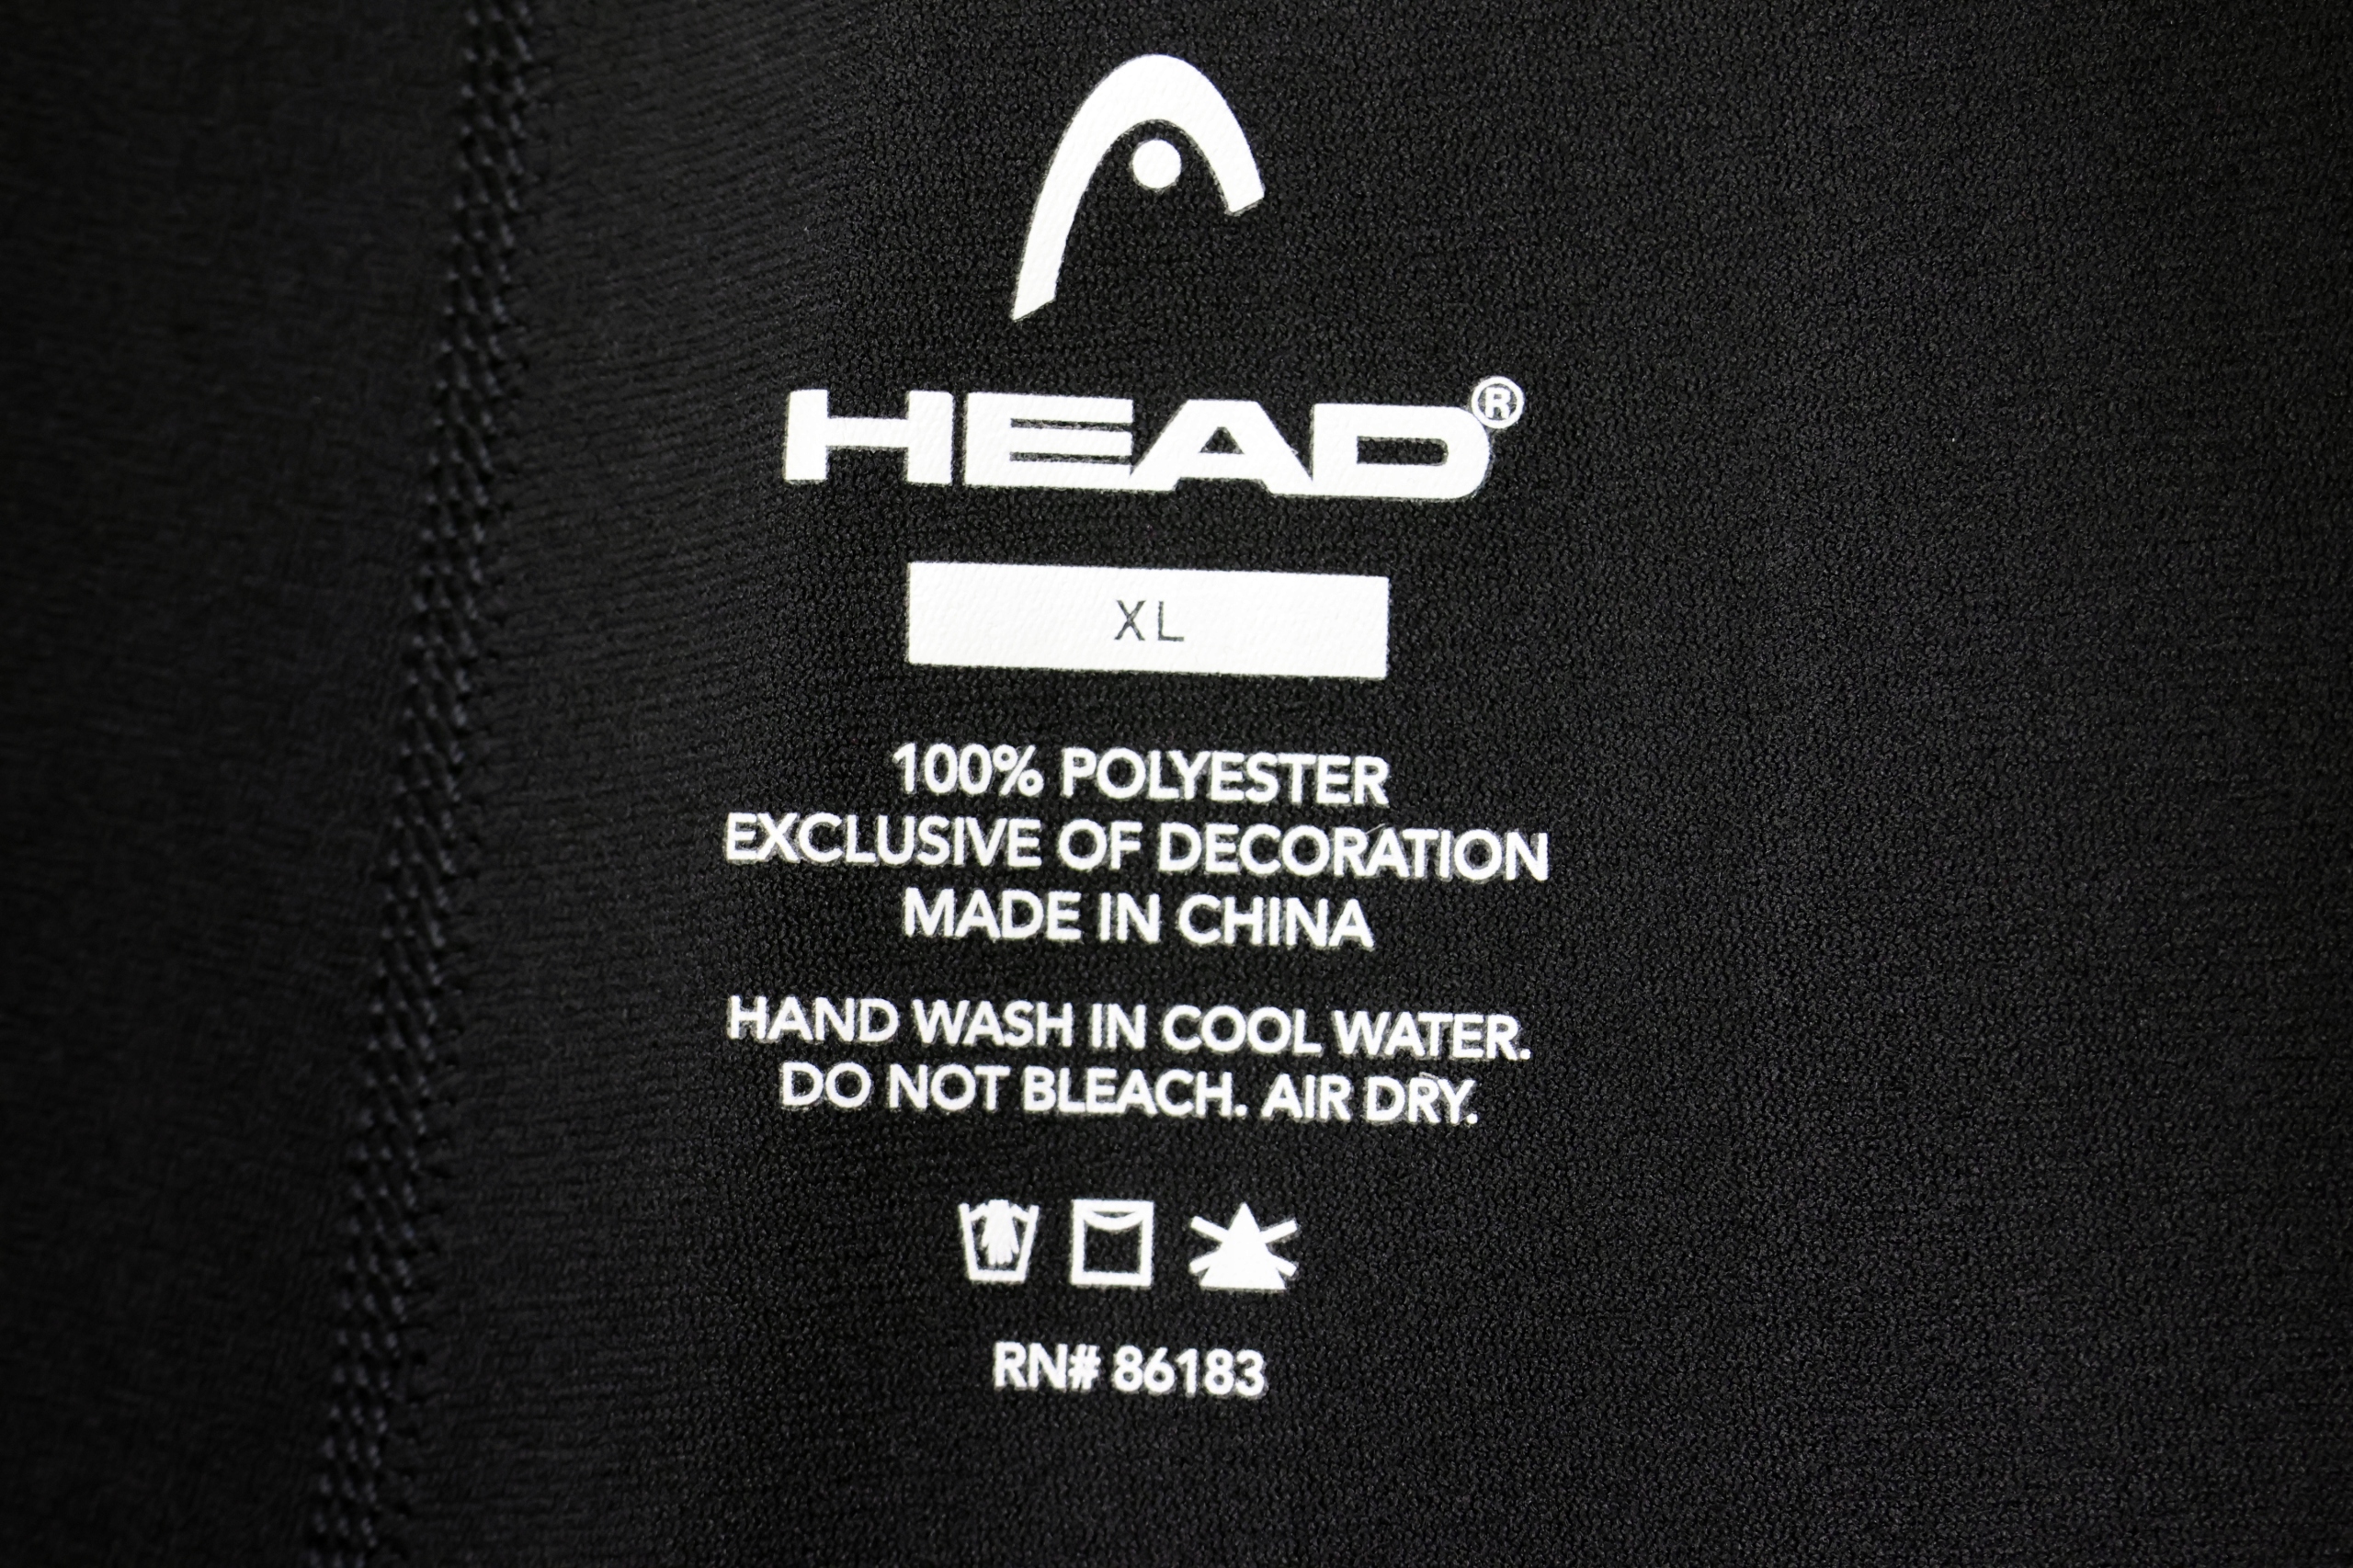 HEAD®
XL
100% POLYESTER
EXCLUSIVE OF DECORATION
MADE IN CHINA
HAND WASH IN COOL WATER.
DO NOT BLEACH. AIR DRY.
RN# 86183